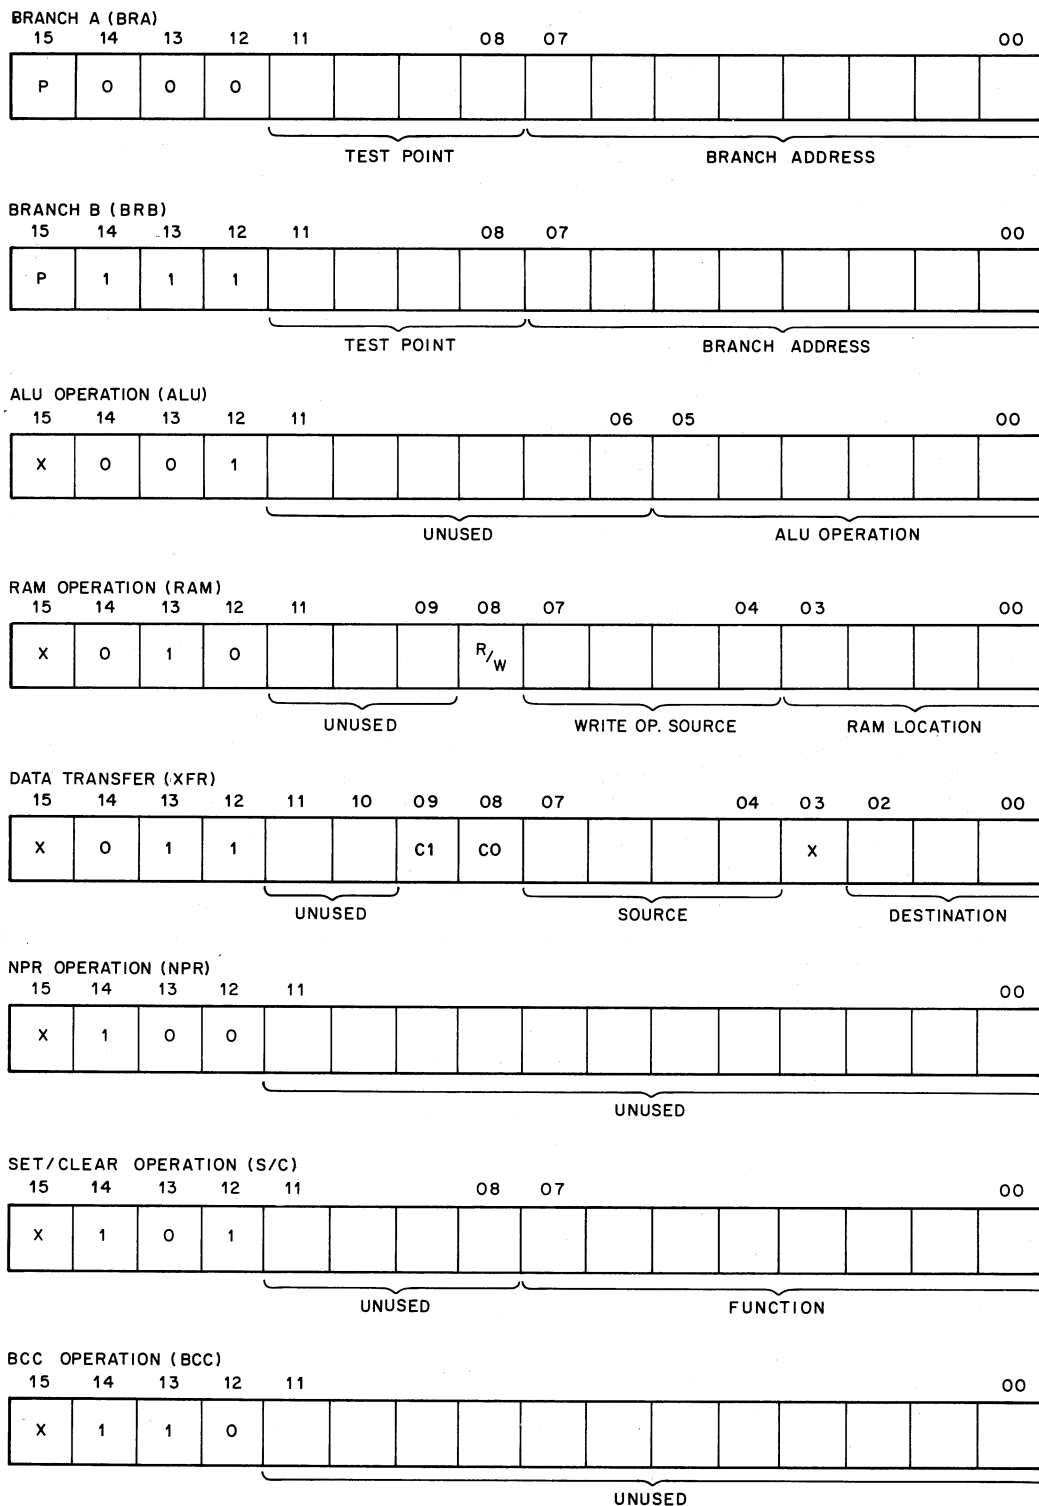 BRANCH A (BRA)
15 14 13 12 11 08 07 00
P 0 0 0
TEST POINT BRANCH ADDRESS
BRANCH B (BRB)
15 14 13 12 11 08 07 00
P 1 1 1
TEST POINT BRANCH ADDRESS
ALU OPERATION (ALU)
15 14 13 12 11 06 05 00
X 0 0 1
UNUSED ALU OPERATION
RAM OPERATION (RAM)
15 14 13 12 11 09 08 07 04 03 00
X 0 1 0 R/W
UNUSED WRITE OP. SOURCE RAM LOCATION
DATA TRANSFER (XFR)
15 14 13 12 11 10 09 08 07 04 03 02 00
X 0 1 1 C1 C0 X
UNUSED SOURCE DESTINATION
NPR OPERATION (NPR)
15 14 13 12 11 00
X 1 0 0
UNUSED
SET/CLEAR OPERATION (S/C)
15 14 13 12 11 08 07 00
X 1 0 1
UNUSED FUNCTION
BCC OPERATION (BCC)
15 14 13 12 11 00
X 1 1 0
UNUSED